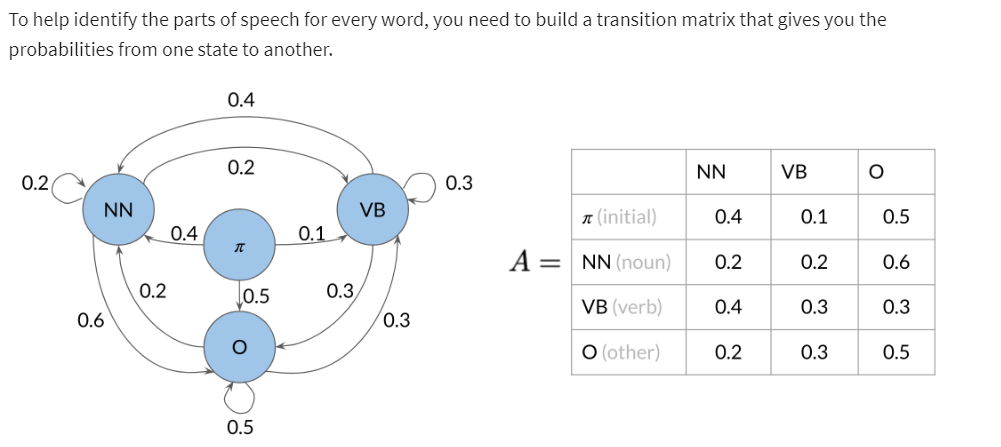 To help identify the parts of speech for every word, you need to build a transition matrix that gives you the
probabilities from one state to another.
0.4
0.2
0.2
0.3
NN
VB
0.4
π
0.1
0.2
0.5
0.3
0.6
0.3
O
0.5
A =
NN VB O
π (initial) 0.4 0.1 0.5
NN (noun) 0.2 0.2 0.6
VB (verb) 0.4 0.3 0.3
O (other) 0.2 0.3 0.5